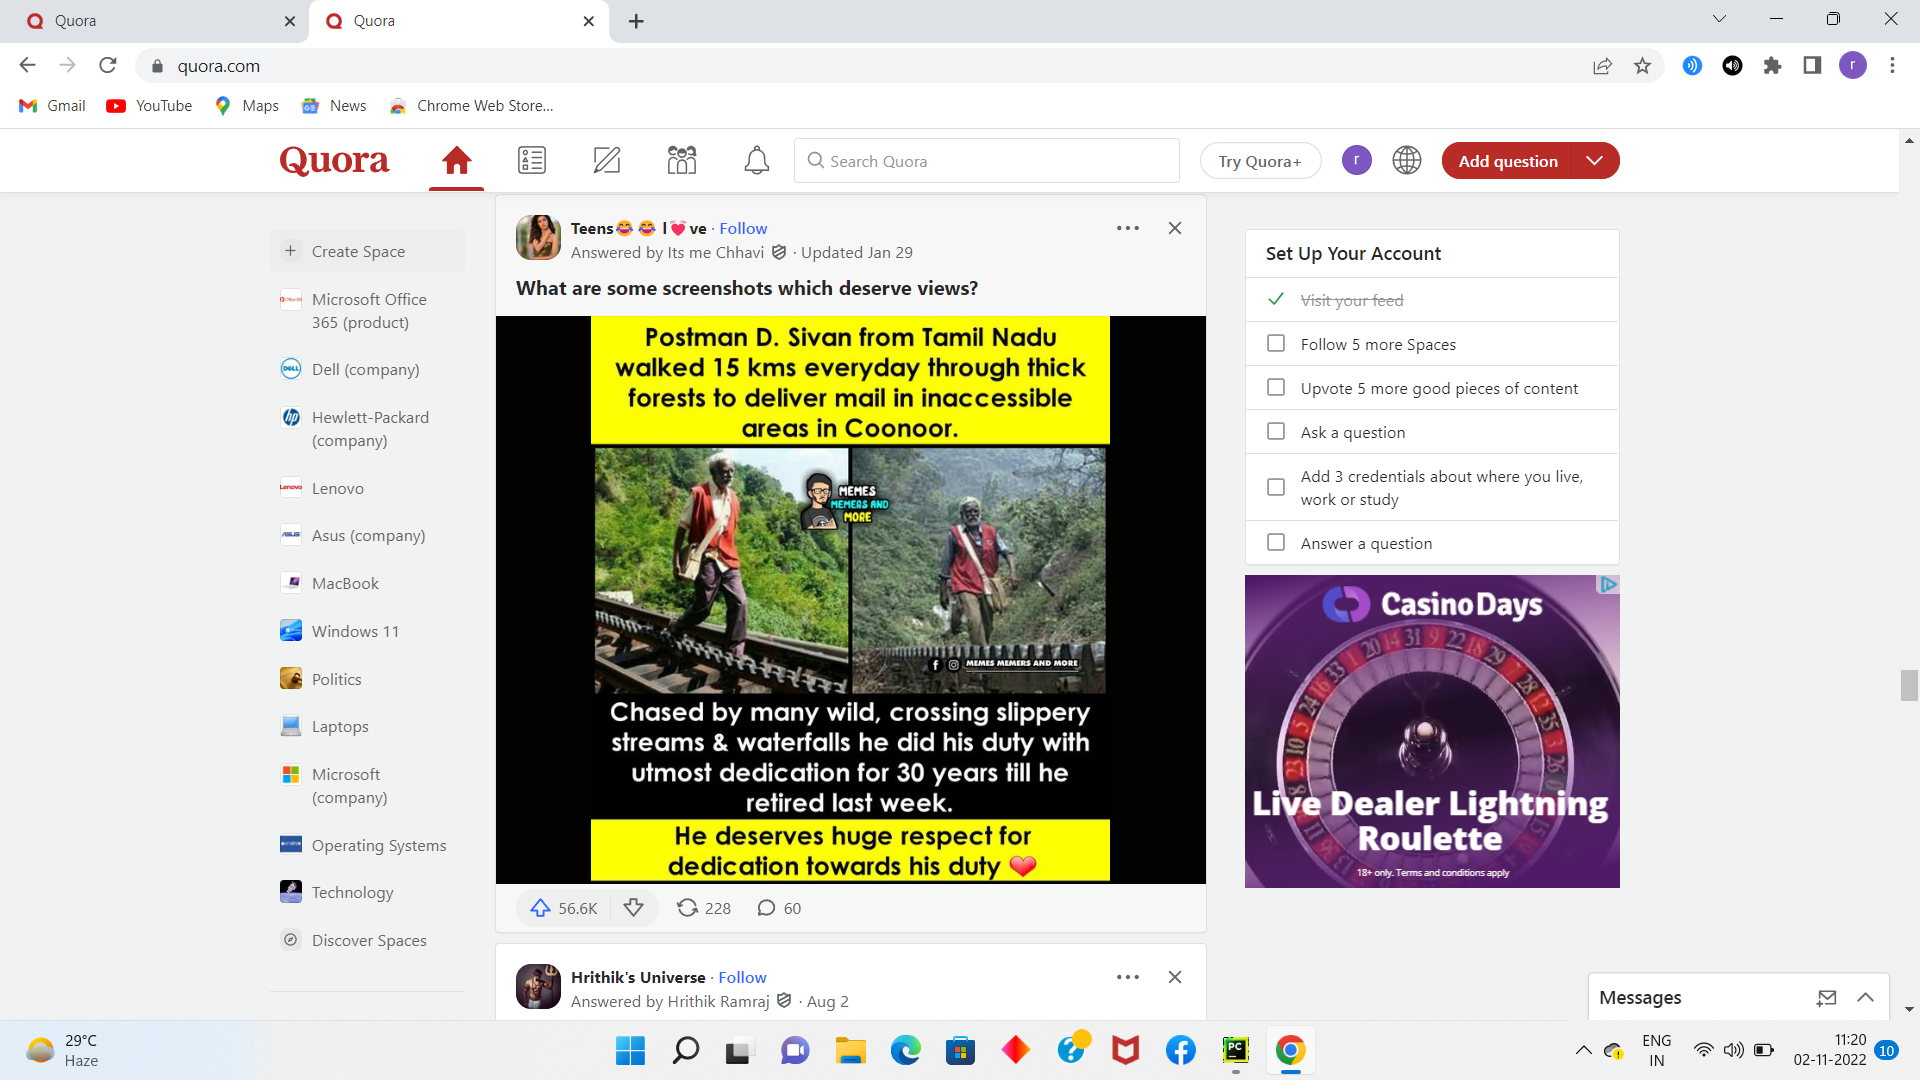 Quora
Quora
quora.com
r
Gmail
YouTube
Maps
News
Chrome Web Store...
Quora
Search Quora
Try Quora+
r
Add question
Create Space
Microsoft Office
365 (product)
Dell (company)
Hewlett-Packard
(company)
Lenovo
Asus (company)
MacBook
Windows 11
Politics
Laptops
Microsoft
(company)
Operating Systems
Technology
Discover Spaces
Teens😂 😂 l💓ve · Follow
Answered by Its me Chhavi · Updated Jan 29
What are some screenshots which deserve views?
Postman D. Sivan from Tamil Nadu
walked 15 kms everyday through thick
forests to deliver mail in inaccessible
areas in Coonoor.
MEMES
MEMERS AND
MORE
MEMES MEMERS AND MORE
Chased by many wild, crossing slippery
streams & waterfalls he did his duty with
utmost dedication for 30 years till he
retired last week.
He deserves huge respect for
dedication towards his duty ❤️
56.6K
228
60
Hrithik's Universe · Follow
Answered by Hrithik Ramraj · Aug 2
Set Up Your Account
Visit your feed
Follow 5 more Spaces
Upvote 5 more good pieces of content
Ask a question
Add 3 credentials about where you live,
work or study
Answer a question
CasinoDays
Live Dealer Lightning
Roulette
18+ only. Terms and conditions apply
Messages
29°C
Haze
ENG
IN
11:20
02-11-2022
10